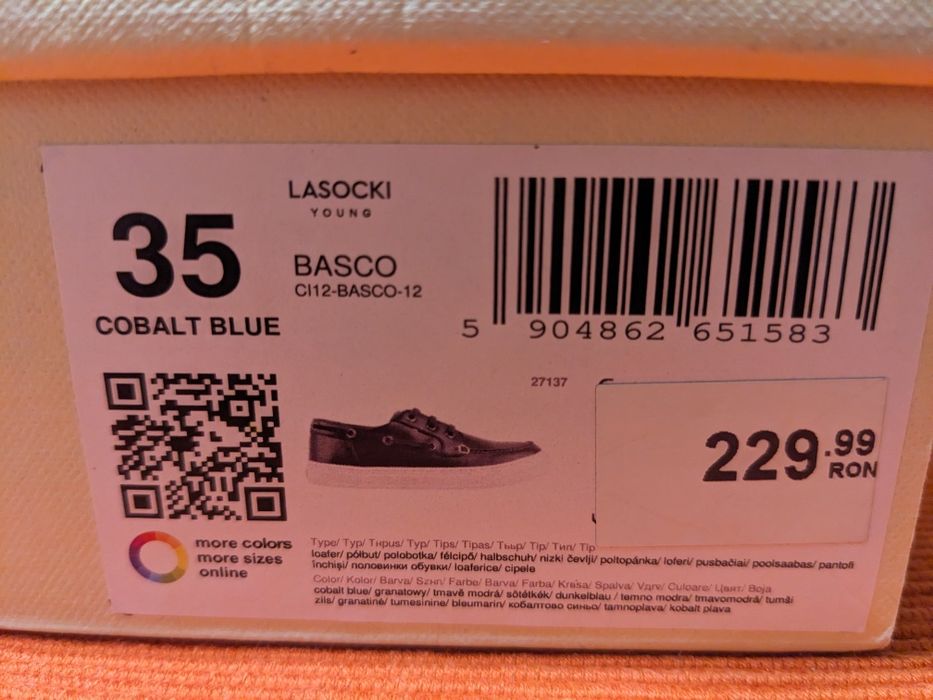 LASOCKI
YOUNG
35
COBALT BLUE
BASCO
CI12-BASCO-12
5 904862 651583
27137
229.99
RON
more colors
more sizes
online
Type/ Typ/ Типus/ Typ/ Tips/ Tipas/ Tip/ Тип/ Tip
loafer/ półbut/ polobotka/ félcipő/ halbschuh/ nizki čevlji/ poltopánka/ loferi/ pusbačiai/ poolsaabas/ pantofi
închiși/ половинки обувки/ loaferice/ cipele
Color/ Kolor/ Barva/ Szín/ Farbe/ Barva/ Farba/ Krāsa/ Spalva/ Culoare/ Цвят/ Boja
cobalt blue/ granatowy/ tmavě modrá/ sötétkék/ dunkelblau/ temno modra/ tmavomodrá/ tumši
zils/ granatinė/ tumesinine/ bleumarin/ кобалтово синьо/ tamnoplava/ kobalt plava